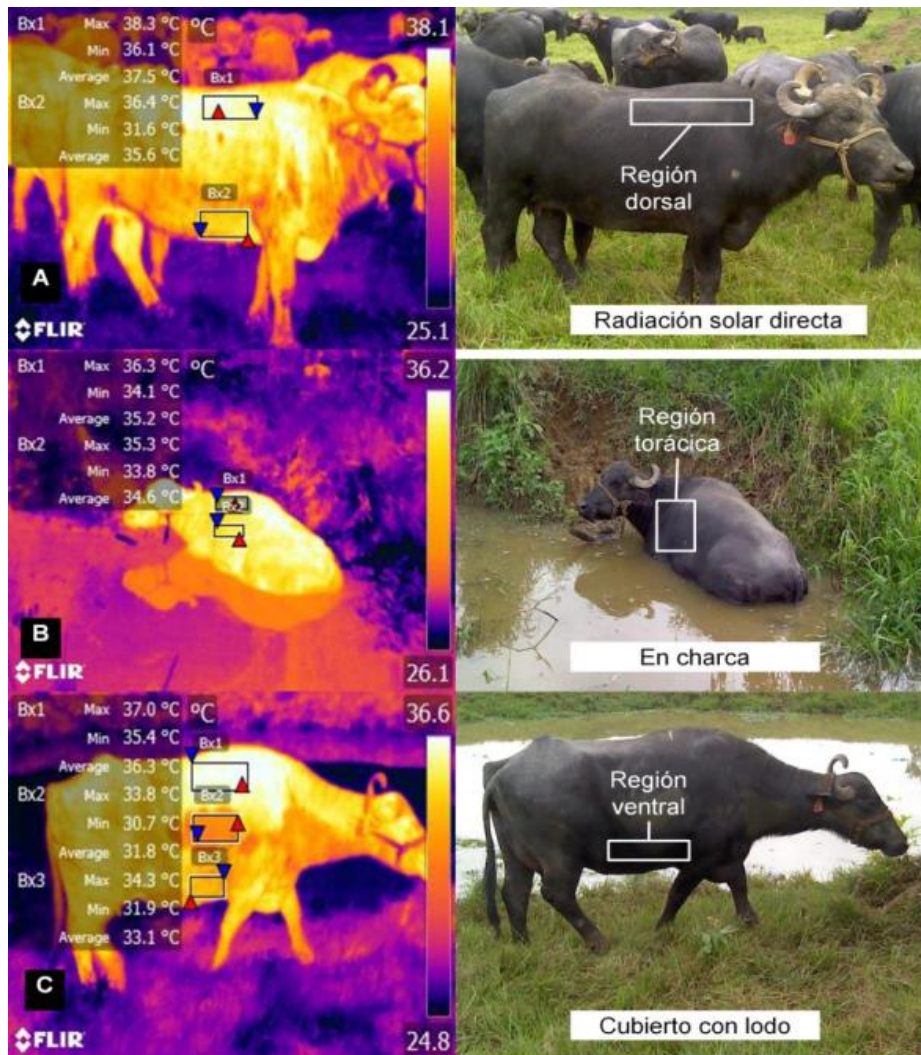 Bx1 Max 38.3 °C °C 38.1
Min 36.1 °C
Average 37.5 °C Bx1
Bx2 Max 36.4 °C
Min 31.6 °C
Average 35.6 °C
Bx2
A
FLIR 25.1
Región
dorsal
Radiación solar directa
Bx1 Max 36.3 °C °C 36.2
Min 34.1 °C
Average 35.2 °C
Bx2 Max 35.3 °C
Min 33.8 °C
Average 34.6 °C Bx1
Bx2
B
26.1
Región
torácica
En charca
Bx1 Max 37.0 °C °C 36.6
Min 35.4 °C Bx1
Average 36.3 °C
Bx2 Max 33.8 °C Bx2
Min 30.7 °C
Average 31.8 °C Bx3
Bx3 Max 34.3 °C
Min 31.9 °C
Average 33.1 °C
C
FLIR 24.8
Región
ventral
Cubierto con lodo